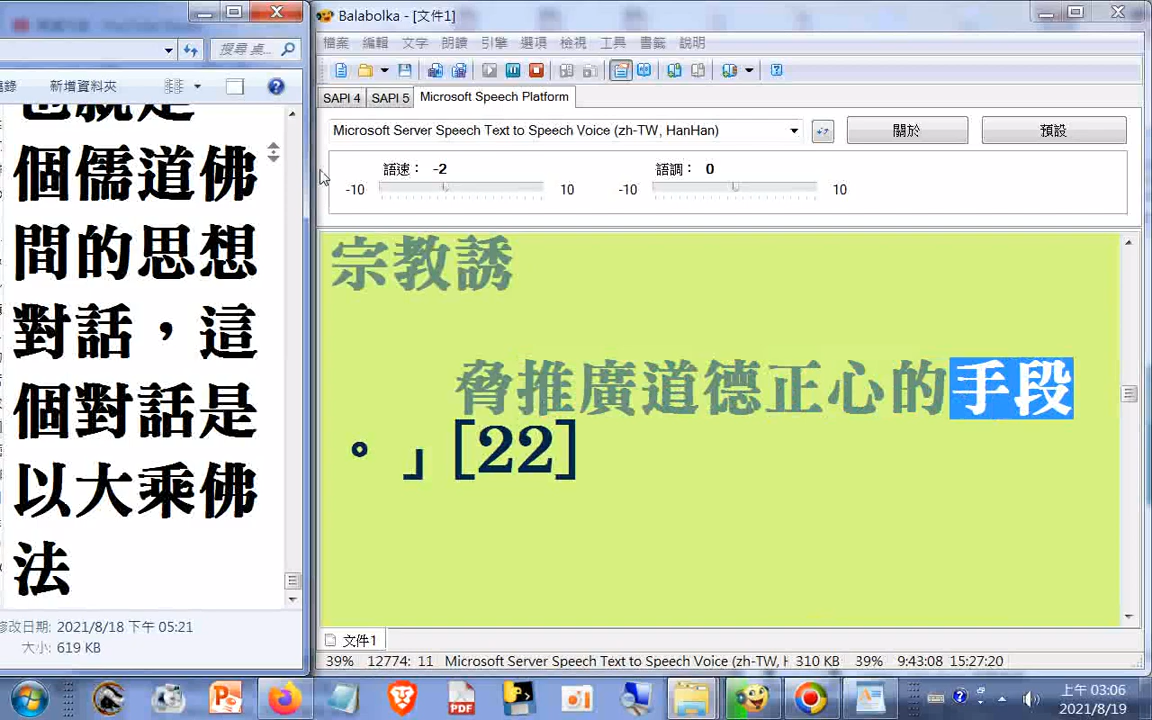 搜尋 桌...
新增資料夾
個儒道佛
間的思想
對話，這
個對話是
以大乘佛
法
修改日期: 2021/8/18 下午 05:21
大小: 619 KB
Balabolka - [文件1]
檔案 編輯 文字 朗讀 引擎 選項 檢視 工具 書籤 說明
SAPI 4 SAPI 5 Microsoft Speech Platform
Microsoft Server Speech Text to Speech Voice (zh-TW, HanHan) 關於 預設
語速： -2 語調： 0
-10 10 -10 10
宗教誘
脅推廣道德正心的手段
。」[22]
文件1
39% 12774: 11 Microsoft Server Speech Text to Speech Voice (zh-TW, H 310 KB 39% 9:43:08 15:27:20
PDF
上午 03:06
2021/8/19